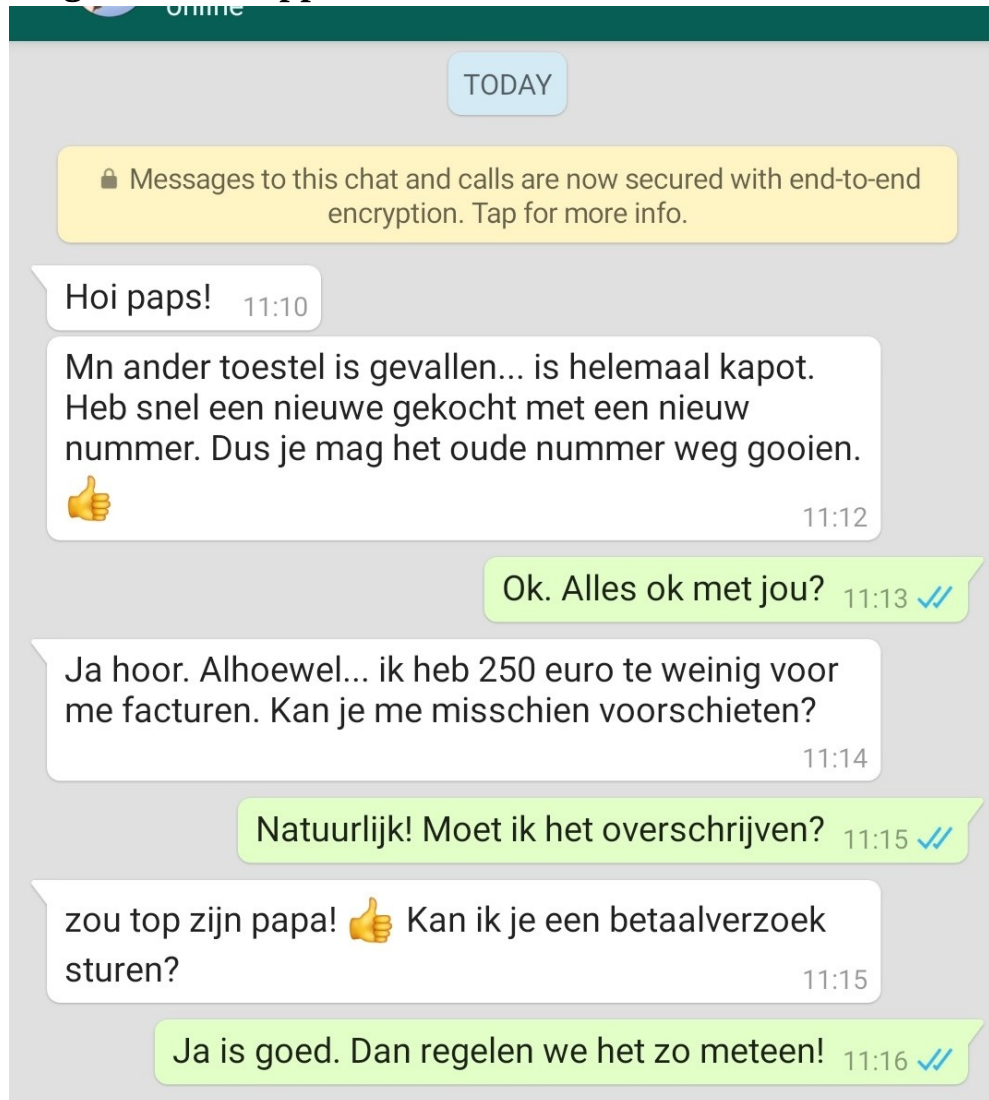 online
TODAY
Messages to this chat and calls are now secured with end-to-end
encryption. Tap for more info.
Hoi paps! 11:10
Mn ander toestel is gevallen... is helemaal kapot.
Heb snel een nieuwe gekocht met een nieuw
nummer. Dus je mag het oude nummer weg gooien.
👍
11:12
Ok. Alles ok met jou? 11:13
Ja hoor. Alhoewel... ik heb 250 euro te weinig voor
me facturen. Kan je me misschien voorschieten?
11:14
Natuurlijk! Moet ik het overschrijven? 11:15
zou top zijn papa! 👍 Kan ik je een betaalverzoek
sturen? 11:15
Ja is goed. Dan regelen we het zo meteen! 11:16